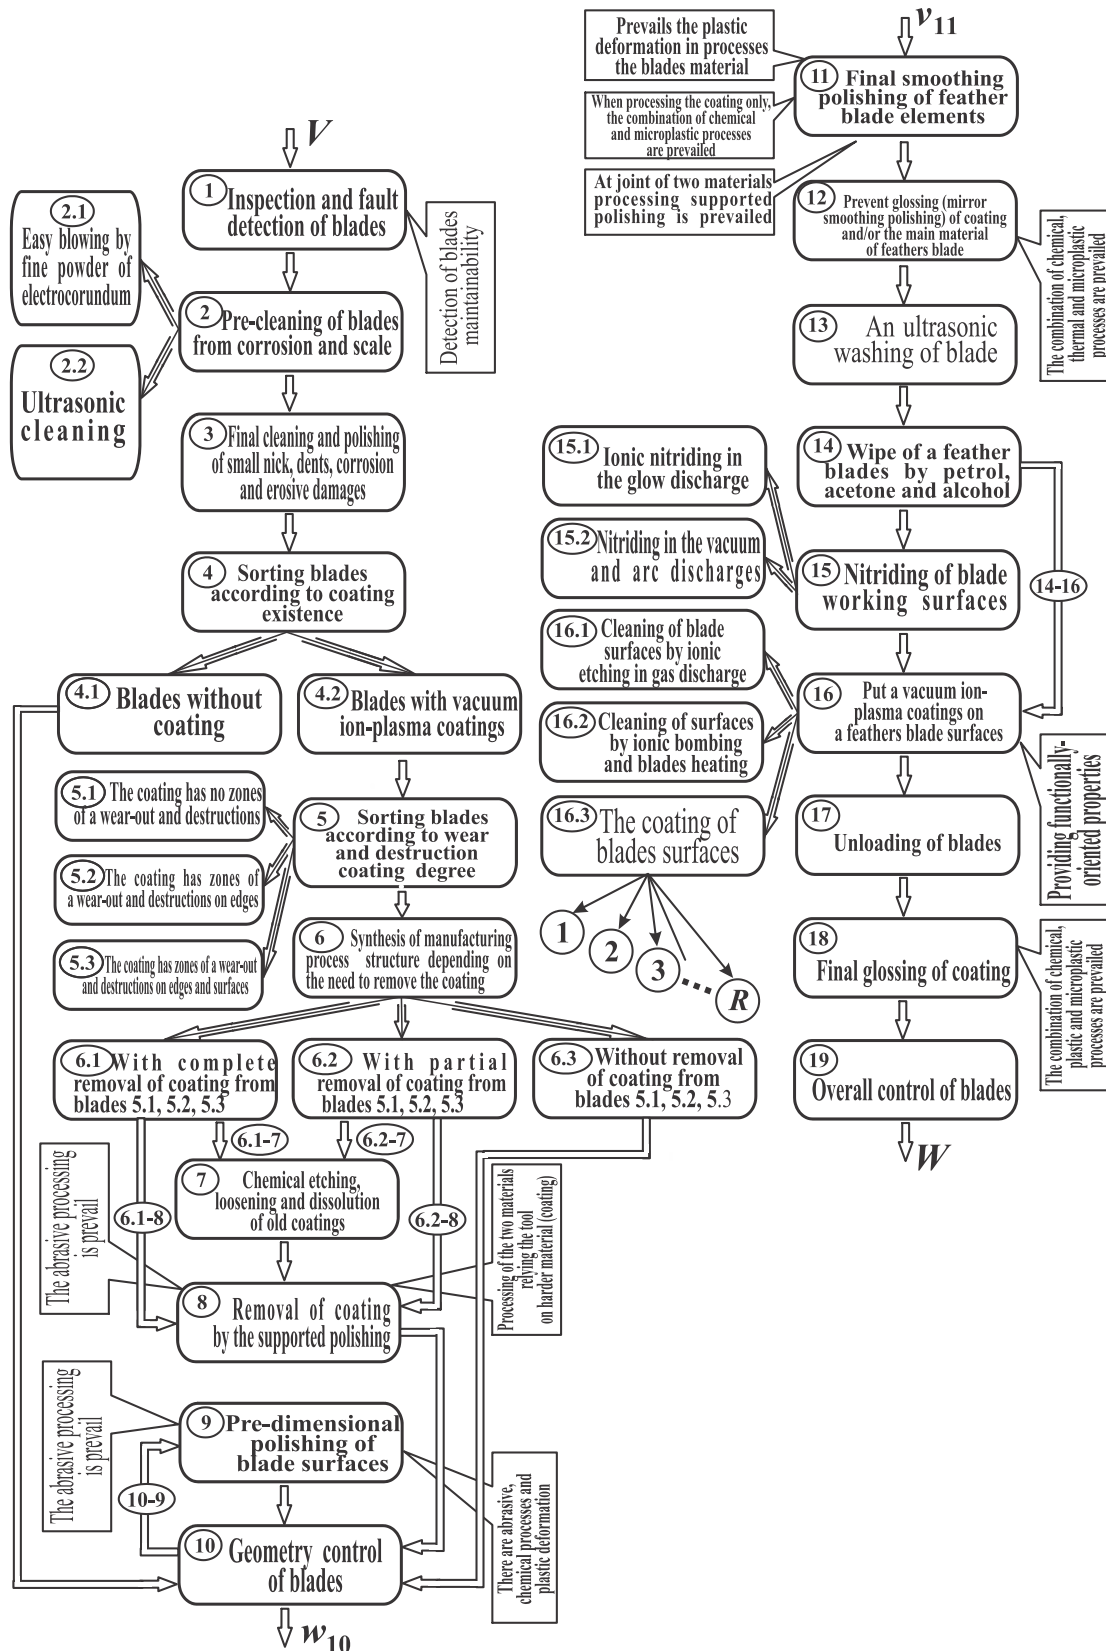 V
1
Inspection and fault
detection of blades
Detection of blades
maintainability
2.1
Easy blowing by
fine powder of
electrocorundum
2
Pre-cleaning of blades
from corrosion and scale
2.2
Ultrasonic
cleaning
3
Final cleaning and polishing
of small nick, dents, corrosion
and erosive damages
4
Sorting blades
according to coating
existence
4.1
Blades without
coating
4.2
Blades with vacuum
ion-plasma coatings
5.1
The coating has no zones
of a wear-out and destructions
5
Sorting blades
according to wear
and destruction
coating degree
5.2
The coating has zones of
a wear-out and destructions on edges
5.3
The coating has zones of a wear-out
and destructions on edges and surfaces
6
Synthesis of manufacturing
process structure depending on
the need to remove the coating
6.1
With complete
removal of coating from
blades 5.1, 5.2, 5.3
6.2
With partial
removal of coating from
blades 5.1, 5.2, 5.3
6.3
Without removal
of coating from
blades 5.1, 5.2, 5.3
6.1-7
6.2-7
7
Chemical etching,
loosening and dissolution
of old coatings
6.1-8
6.2-8
The abrasive processing
is prevail
Processing of the two materials
relying the tool
on harder material (coating)
8
Removal of coating
by the supported polishing
The abrasive processing
is prevail
9
Pre-dimensional
polishing of
blade surfaces
10-9
There are abrasive,
chemical processes and
plastic deformation
10
Geometry control
of blades
w10
v11
Prevails the plastic
deformation in processes
the blades material
When processing the coating only,
the combination of chemical
and microplastic processes
are prevailed
At joint of two materials
processing supported
polishing is prevailed
11
Final smoothing
polishing of feather
blade elements
12
Prevent glossing (mirror
smoothing polishing) of coating
and/or the main material
of feathers blade
The combination of chemical,
thermal and microplastic
processes are prevailed
13
An ultrasonic
washing of blade
14
Wipe of a feather
blades by petrol,
acetone and alcohol
14-16
15.1
Ionic nitriding in
the glow discharge
15.2
Nitriding in the vacuum
and arc discharges
15
Nitriding of blade
working surfaces
16.1
Cleaning of blade
surfaces by ionic
etching in gas discharge
16.2
Cleaning of surfaces
by ionic bombing
and blades heating
16.3
The coating of
blades surfaces
1
2
3
R
16
Put a vacuum ion-
plasma coatings on
a feathers blade surfaces
Providing functionally-
oriented properties
17
Unloading of blades
18
Final glossing of coating
The combination of chemical,
plastic and microplastic
processes are prevailed
19
Overall control of blades
W